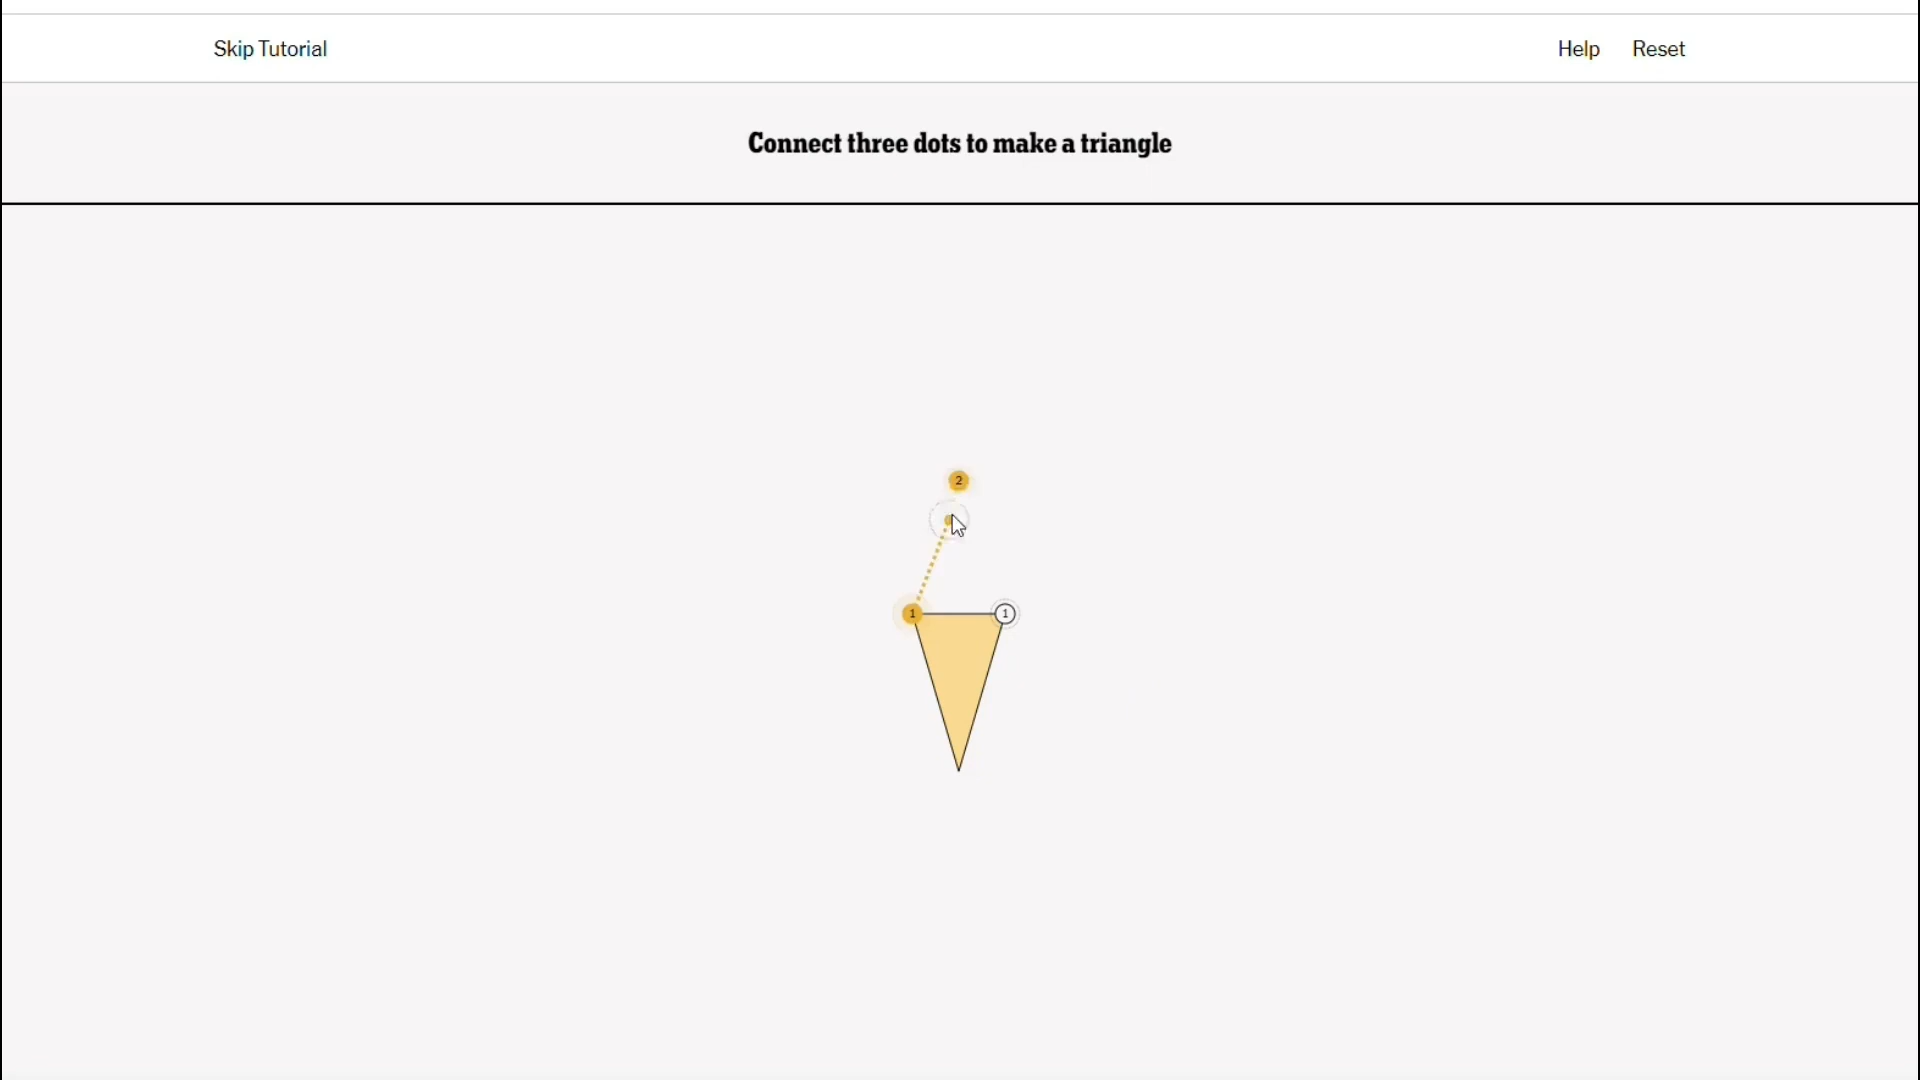 Skip Tutorial
Help
Reset
Connect three dots to make a triangle
2
1
1